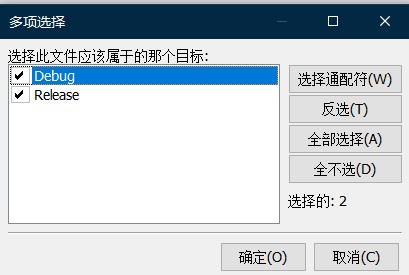 多项选择
选择此文件应该属于的那个目标:
Debug
Release
选择通配符(W)
反选(T)
全部选择(A)
全不选(D)
选择的: 2
确定(O)
取消(C)